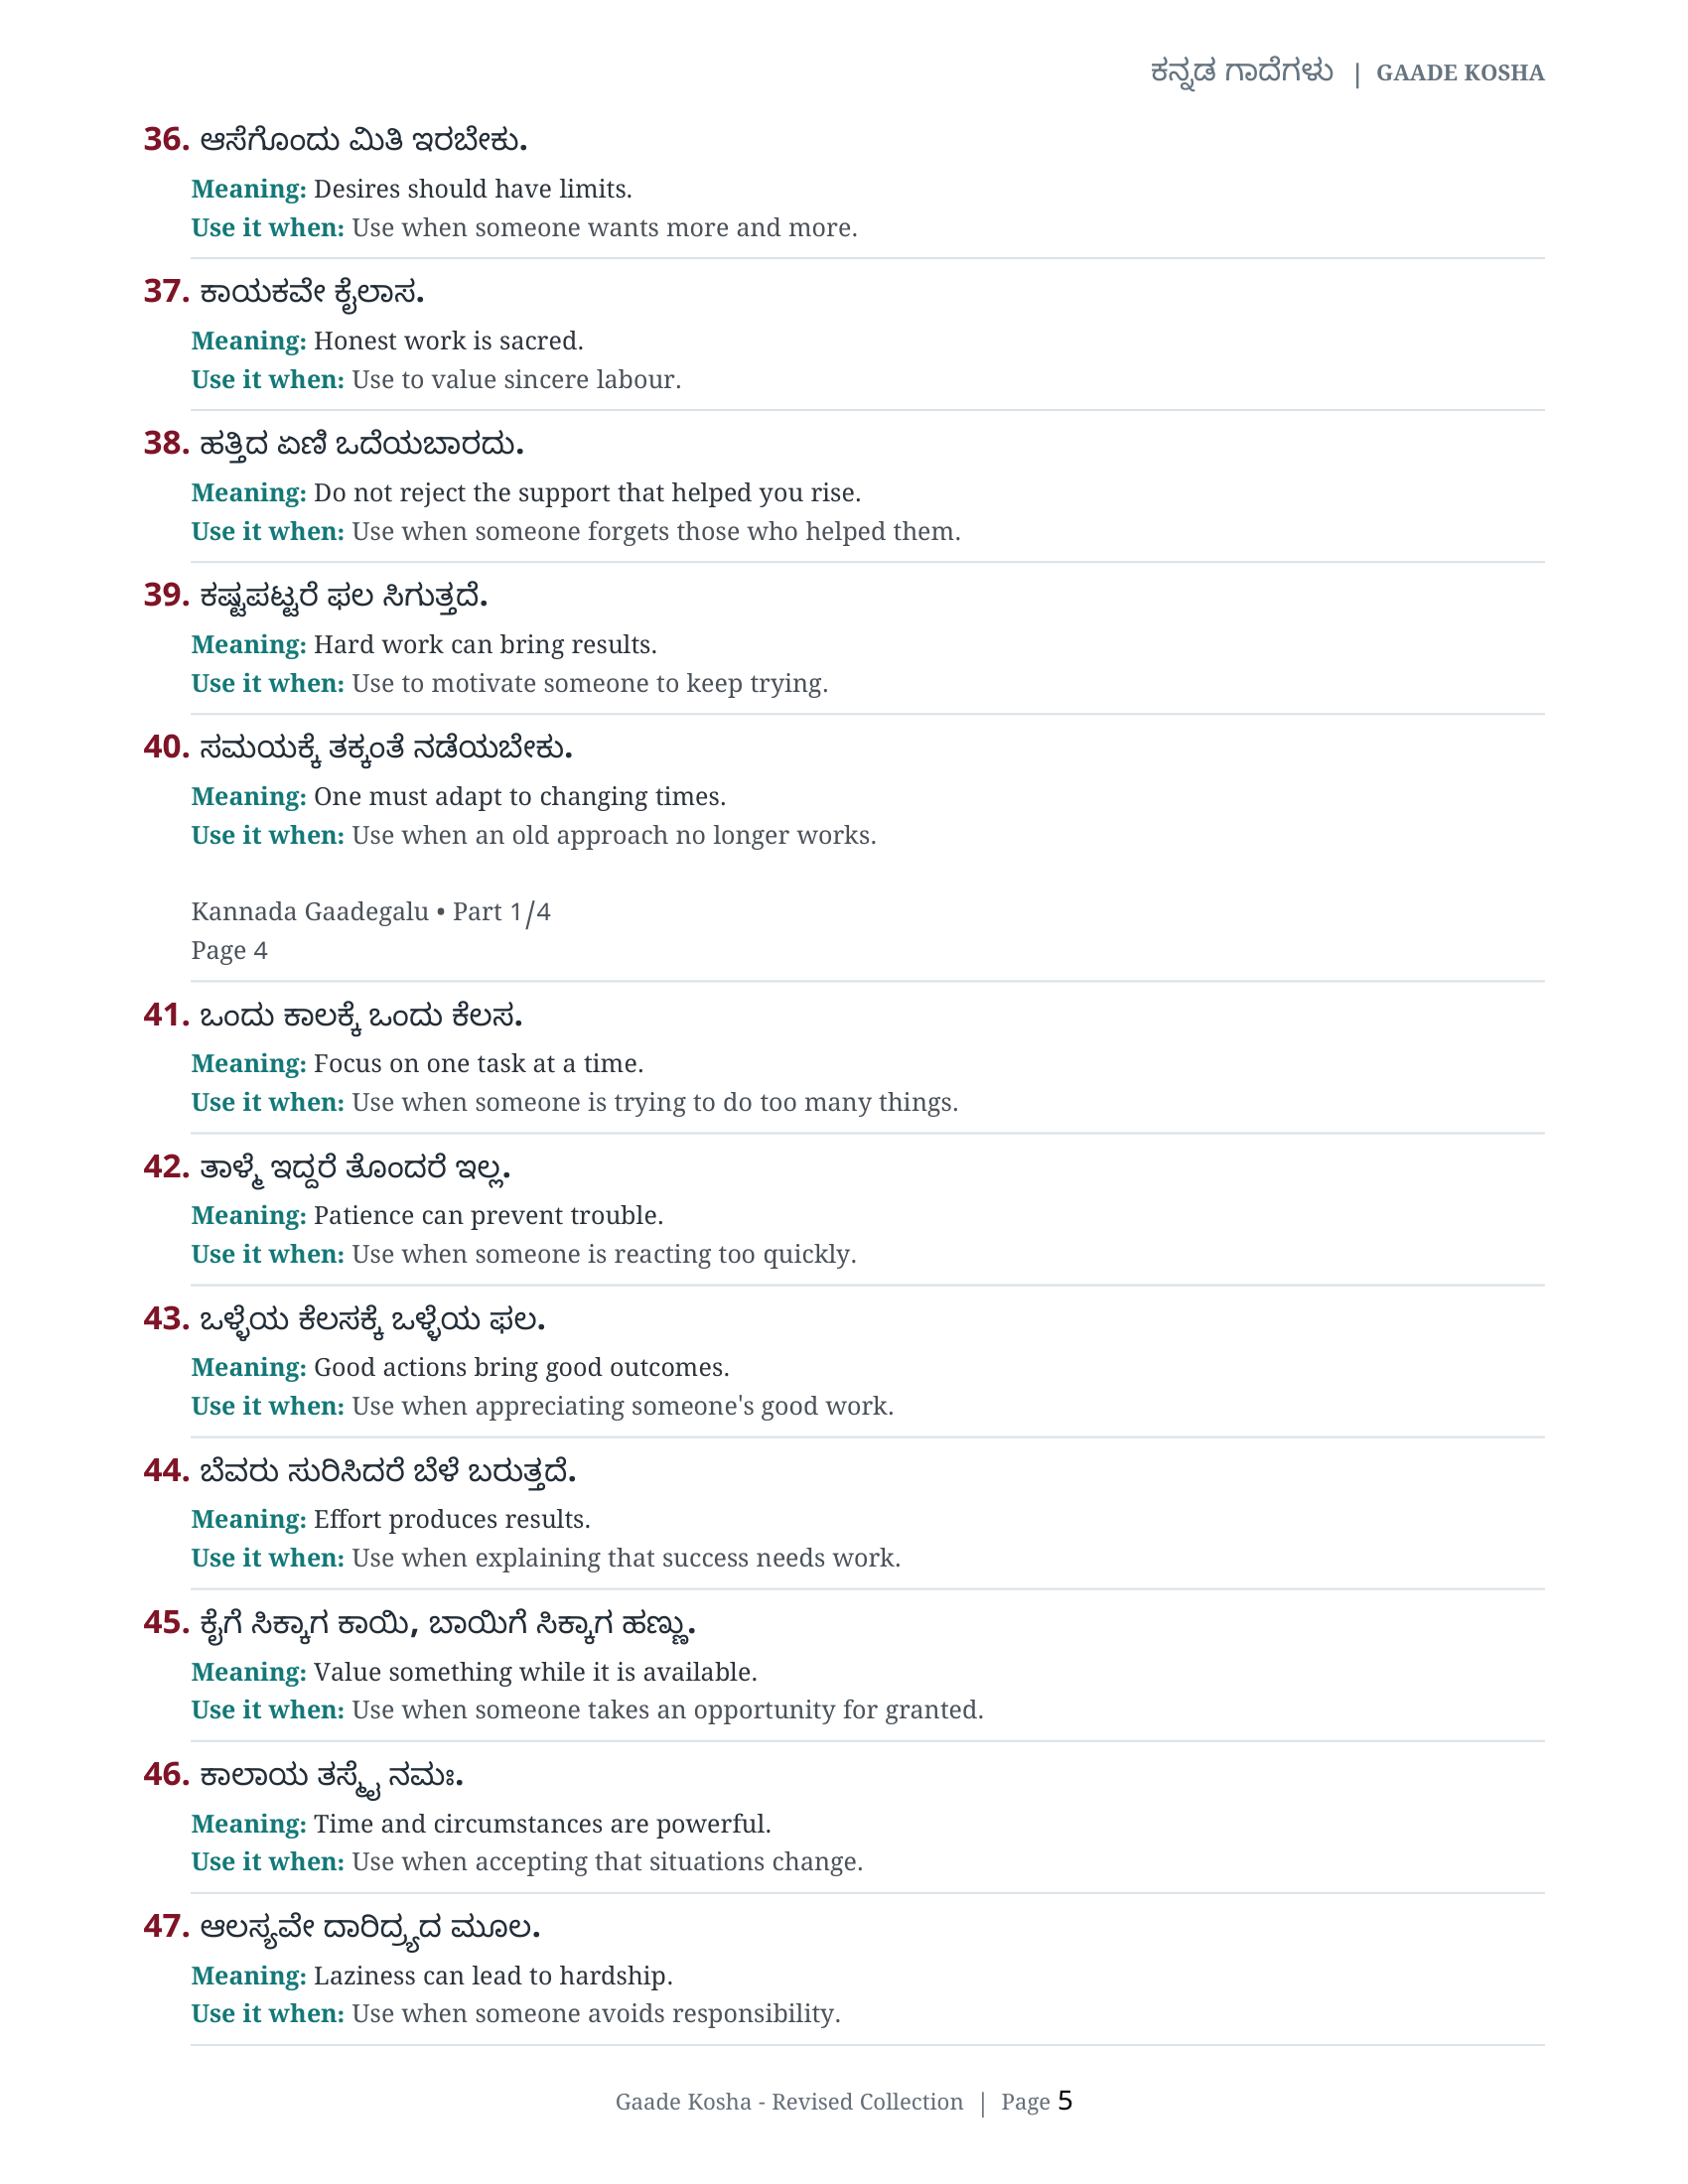 ಕನ್ನಡ ಗಾದೆಗಳು | GAADE KOSHA
36. ಆಸೆಗೊಂದು ಮಿತಿ ಇರಬೇಕು.
Meaning: Desires should have limits.
Use it when: Use when someone wants more and more.
37. ಕಾಯಕವೇ ಕೈಲಾಸ.
Meaning: Honest work is sacred.
Use it when: Use to value sincere labour.
38. ಹತ್ತಿದ ಏಣಿ ಒದೆಯಬಾರದು.
Meaning: Do not reject the support that helped you rise.
Use it when: Use when someone forgets those who helped them.
39. ಕಷ್ಟಪಟ್ಟರೆ ಫಲ ಸಿಗುತ್ತದೆ.
Meaning: Hard work can bring results.
Use it when: Use to motivate someone to keep trying.
40. ಸಮಯಕ್ಕೆ ತಕ್ಕಂತೆ ನಡೆಯಬೇಕು.
Meaning: One must adapt to changing times.
Use it when: Use when an old approach no longer works.
Kannada Gaadegalu • Part 1/4
Page 4
41. ಒಂದು ಕಾಲಕ್ಕೆ ಒಂದು ಕೆಲಸ.
Meaning: Focus on one task at a time.
Use it when: Use when someone is trying to do too many things.
42. ತಾಳ್ಮೆ ಇದ್ದರೆ ತೊಂದರೆ ಇಲ್ಲ.
Meaning: Patience can prevent trouble.
Use it when: Use when someone is reacting too quickly.
43. ಒಳ್ಳೆಯ ಕೆಲಸಕ್ಕೆ ಒಳ್ಳೆಯ ಫಲ.
Meaning: Good actions bring good outcomes.
Use it when: Use when appreciating someone's good work.
44. ಬೆವರು ಸುರಿಸಿದರೆ ಬೆಳೆ ಬರುತ್ತದೆ.
Meaning: Effort produces results.
Use it when: Use when explaining that success needs work.
45. ಕೈಗೆ ಸಿಕ್ಕಾಗ ಕಾಯಿ, ಬಾಯಿಗೆ ಸಿಕ್ಕಾಗ ಹಣ್ಣು.
Meaning: Value something while it is available.
Use it when: Use when someone takes an opportunity for granted.
46. ಕಾಲಾಯ ತಸ್ಮೈ ನಮಃ.
Meaning: Time and circumstances are powerful.
Use it when: Use when accepting that situations change.
47. ಆಲಸ್ಯವೇ ದಾರಿದ್ರ್ಯದ ಮೂಲ.
Meaning: Laziness can lead to hardship.
Use it when: Use when someone avoids responsibility.
Gaade Kosha - Revised Collection | Page 5